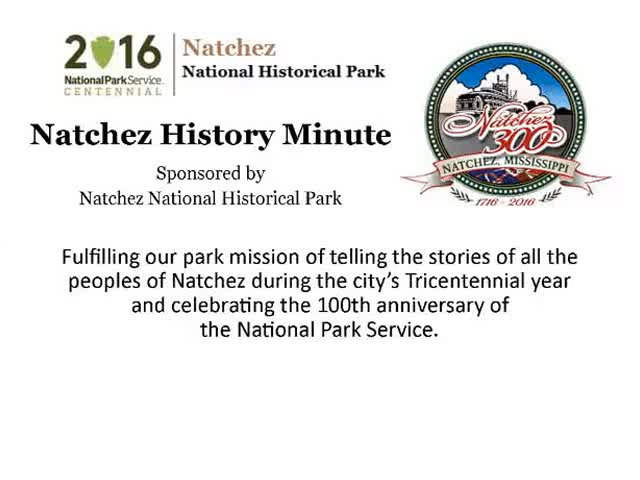 2016
National Park Service
CENTENNIAL
Natchez
National Historical Park
Natchez
300
NATCHEZ, MISSISSIPPI
1716 - 2016
Natchez History Minute
Sponsored by
Natchez National Historical Park
Fulfilling our park mission of telling the stories of all the
peoples of Natchez during the city's Tricentennial year
and celebrating the 100th anniversary of
the National Park Service.